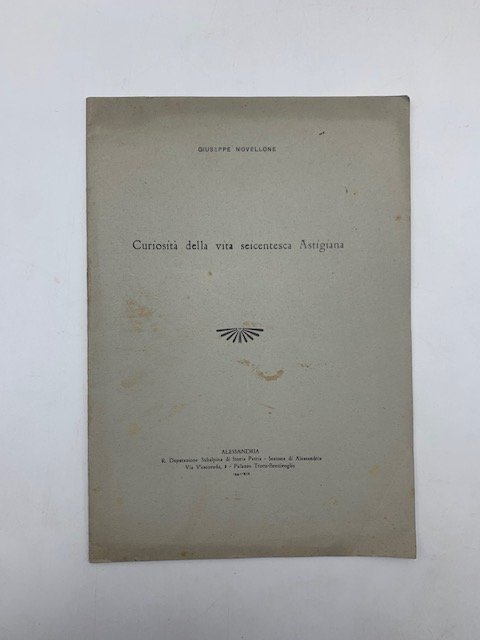 GIUSEPPE NOVELLONE
Curiosità della vita seicentesca Astigiana
ALESSANDRIA
R. Deputazione Subalpina di Storia Patria - Sezione di Alessandria
Via Vescovado, 1 - Palazzo Trotti-Bentivoglio